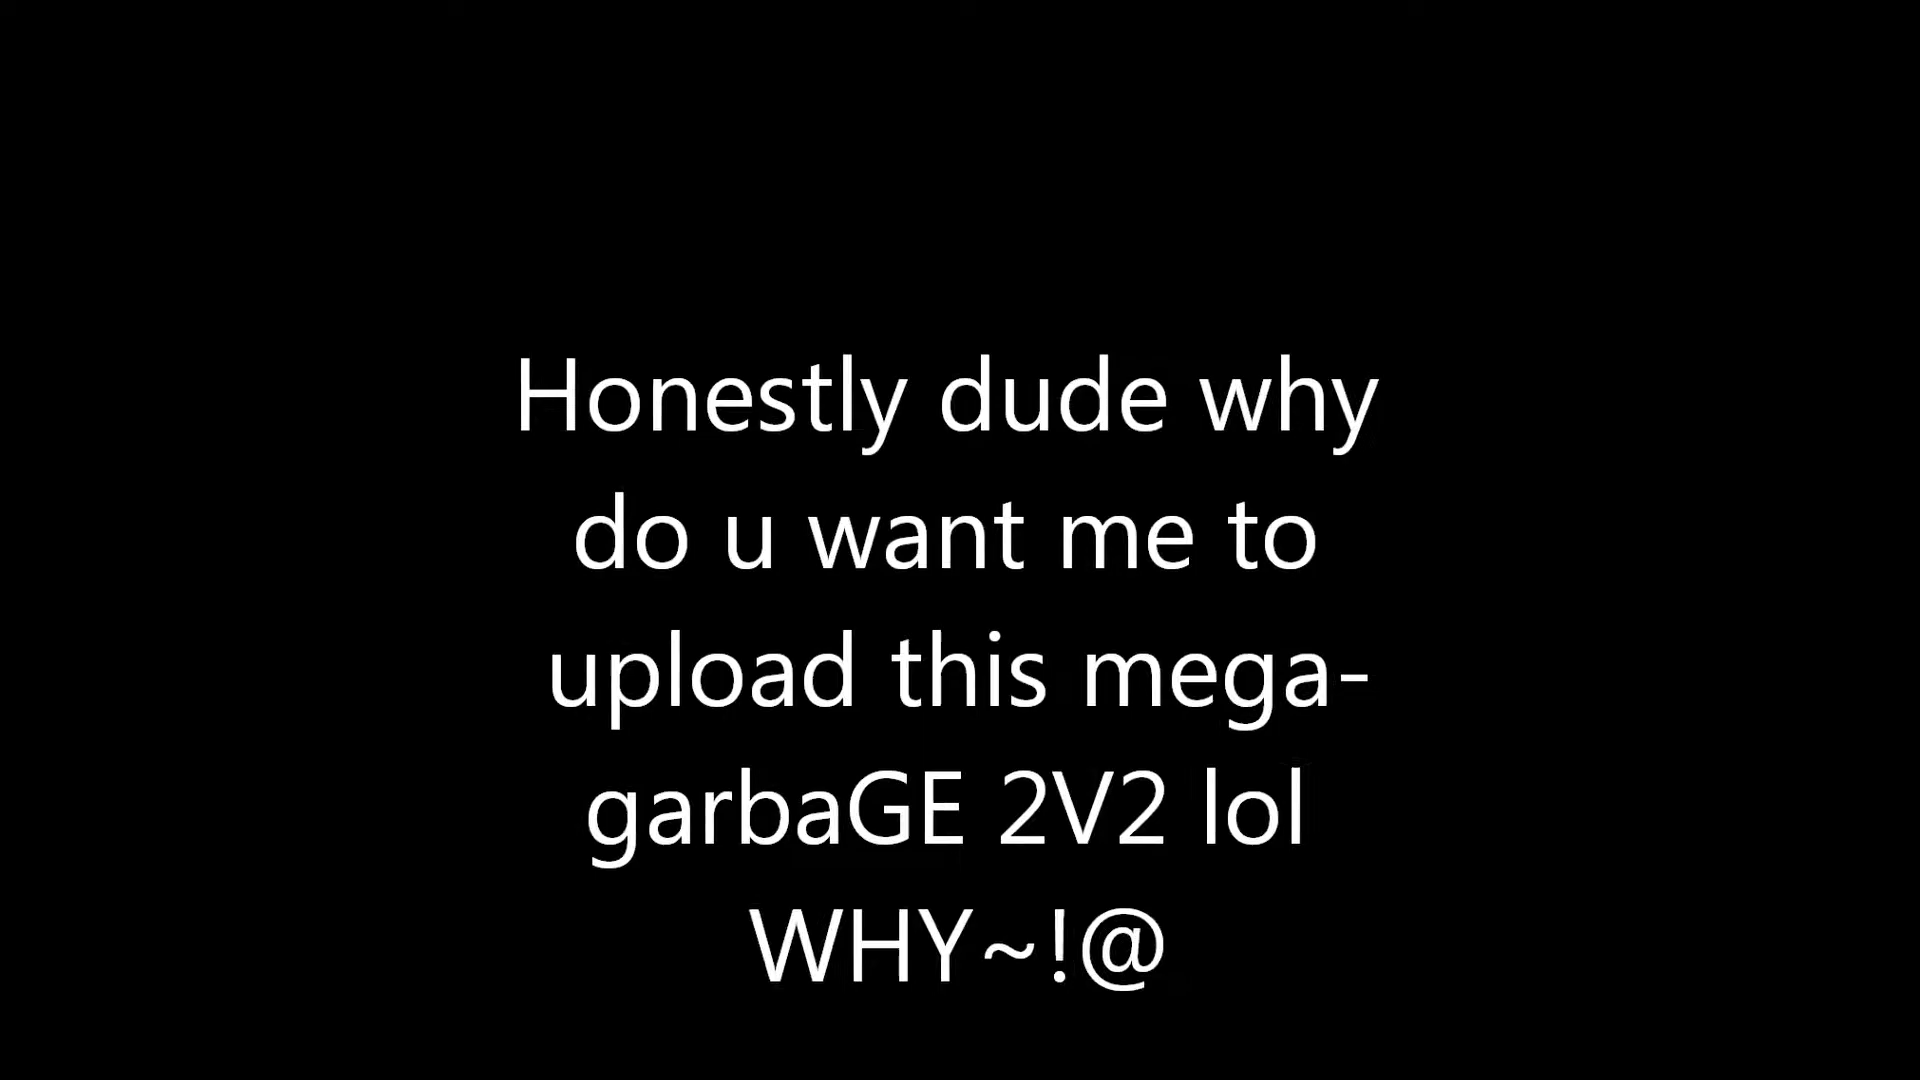 Honestly dude why
do u want me to
upload this mega-
garbaGE 2V2 lol
WHY~!@